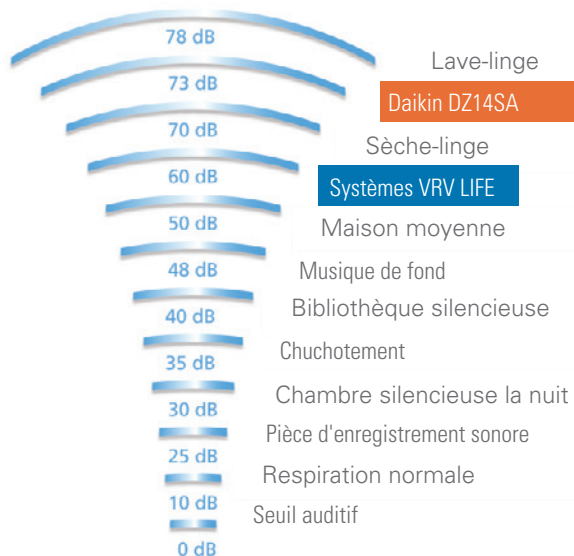 78 dB
Lave-linge
73 dB
Daikin DZ14SA
70 dB
Sèche-linge
60 dB
Systèmes VRV LIFE
50 dB
Maison moyenne
48 dB
Musique de fond
40 dB
Bibliothèque silencieuse
35 dB
Chuchotement
30 dB
Chambre silencieuse la nuit
25 dB
Pièce d'enregistrement sonore
10 dB
Respiration normale
0 dB
Seuil auditif